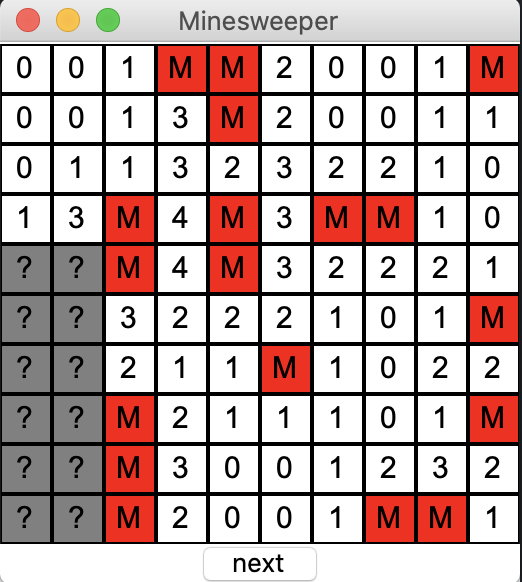 Minesweeper
0 0 1 M M 2 0 0 1 M
0 0 1 3 M 2 0 0 1 1
0 1 1 3 2 3 2 2 1 0
1 3 M 4 M 3 M M 1 0
? ? M 4 M 3 2 2 2 1
? ? 3 2 2 2 1 0 1 M
? ? 2 1 1 M 1 0 2 2
? ? M 2 1 1 1 0 1 M
? ? M 3 0 0 1 2 3 2
? ? M 2 0 0 1 M M 1
next